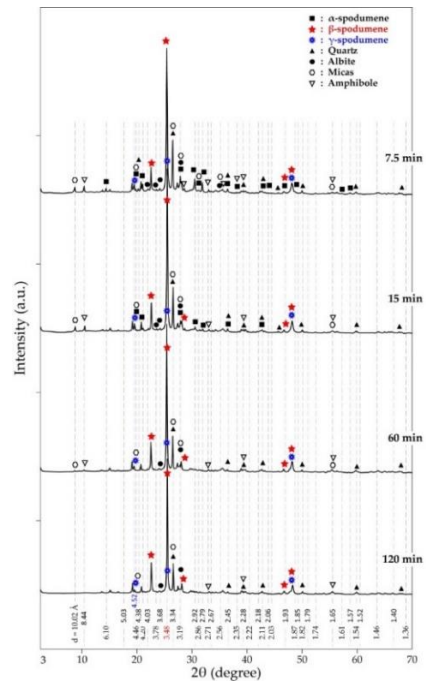 ■ : α-spodumene
★ : β-spodumene
: γ-spodumene
▲ : Quartz
● : Albite
○ : Micas
▽ : Amphibole
7.5 min
15 min
60 min
120 min
Intensity (a.u.)
d = 10.02 Å
8.44
6.10
5.03
4.52
4.46
4.38
4.03
3.78
3.68
3.45
3.34
3.19
2.92
2.86
2.79
2.71
2.67
2.56
2.45
2.35
2.28
2.22
2.18
2.11
2.06
2.03
1.93
1.87
1.85
1.82
1.79
1.74
1.65
1.61
1.57
1.54
1.52
1.46
1.40
1.36
3 10 20 30 40 50 60 70
2θ (degree)